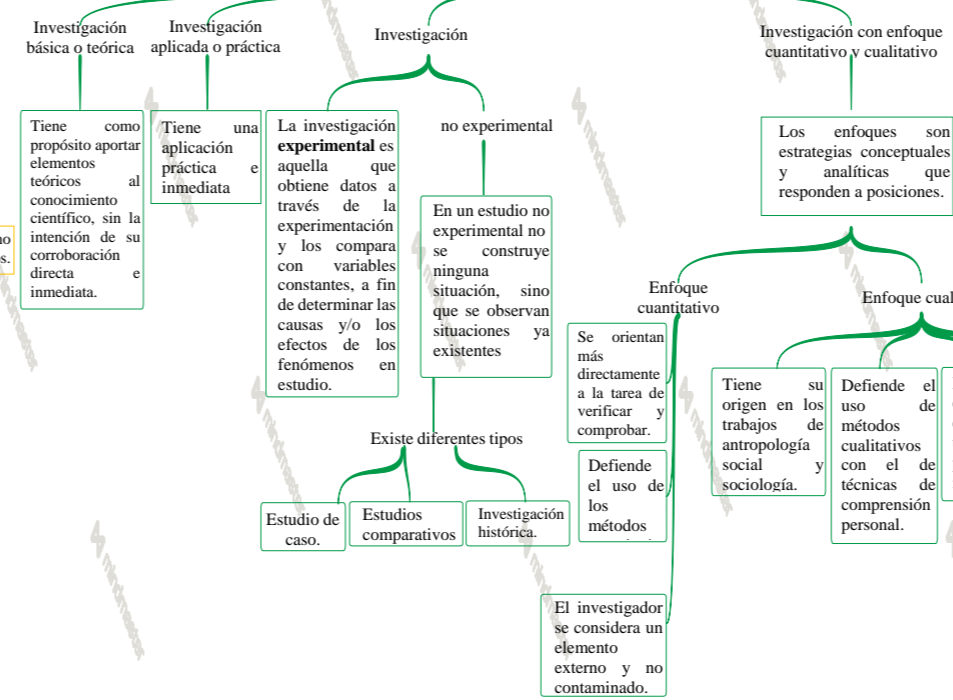 Investigación
básica o teórica
Tiene como
propósito aportar
elementos
teóricos al
conocimiento
científico, sin la
intención de su
corroboración
directa e
inmediata.
Investigación
aplicada o práctica
Tiene una
aplicación
práctica e
inmediata
Investigación
La investigación
experimental es
aquella que
obtiene datos a
través de la
experimentación
y los compara
con variables
constantes, a fin
de determinar las
causas y/o los
efectos de los
fenómenos en
estudio.
no experimental
En un estudio no
experimental no
se construye
ninguna
situación, sino
que se observan
situaciones ya
existentes
Existe diferentes tipos
Estudio de
caso.
Estudios
comparativos
Investigación
histórica.
Investigación con enfoque
cuantitativo y cualitativo
Los enfoques son
estrategias conceptuales
y analíticas que
responden a posiciones.
Enfoque
cuantitativo
Se orientan
más
directamente
a la tarea de
verificar y
comprobar.
Defiende
el uso de
los
métodos
El investigador
se considera un
elemento
externo y no
contaminado.
Enfoque
Tiene su
origen en los
trabajos de
antropología
social y
sociología.
Defiende el
uso de
métodos
cualitativos
con el de
técnicas de
comprensión
personal.